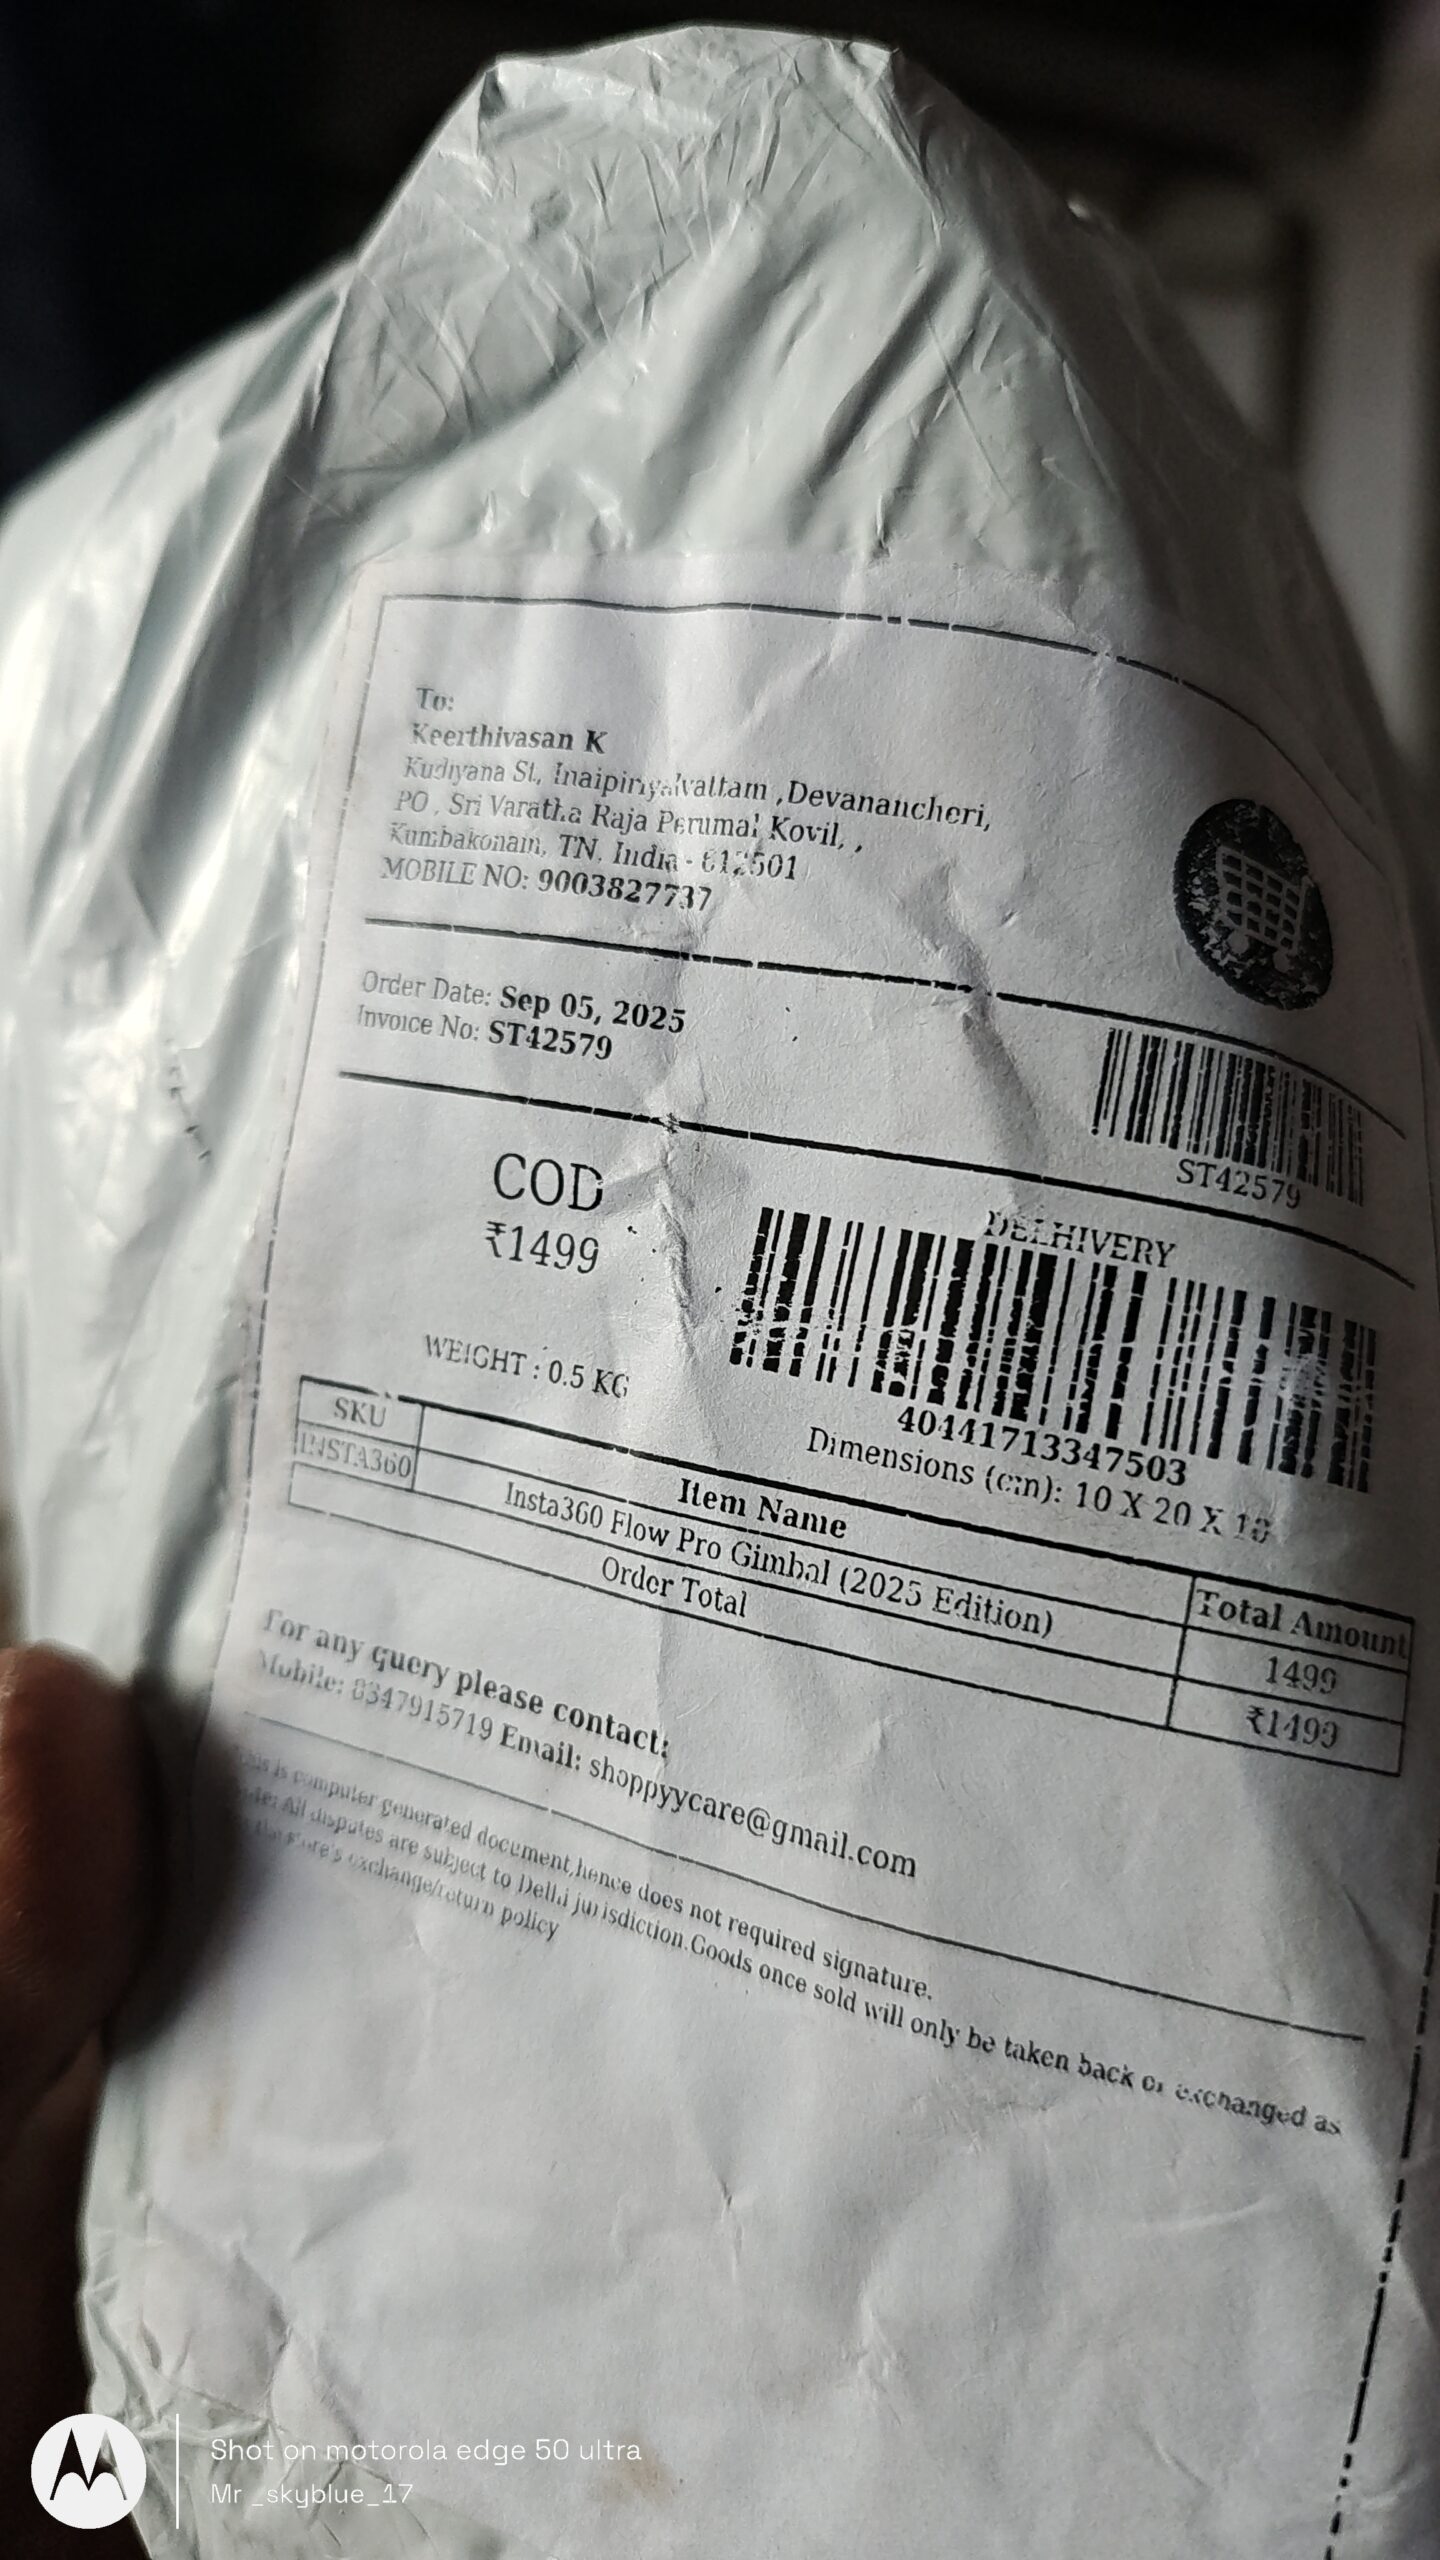 To:
Keerthivasan K
Kudiyana St, Inaipiriyalvattam ,Devanancheri,
PO , Sri Varatha Raja Perumal Kovil, ,
Kumbakonam, TN, India - 612501
MOBILE NO: 9003827737
Order Date: Sep 05, 2025
Invoice No: ST42579
ST42579
COD
₹1499
WEIGHT : 0.5 KG
DELHIVERY
40441713347503
Dimensions (cm): 10 X 20 X 10
SKU Item Name Total Amount
INSTA360 Insta360 Flow Pro Gimbal (2025 Edition) 1499
Order Total ₹1499
For any query please contact:
Mobile: 8347915719 Email: shoppyycare@gmail.com
This is computer generated document,hence does not required signature.
All disputes are subject to Delhi jurisdiction.Goods once sold will only be taken back or exchanged as
the store's exchange/return policy
Shot on motorola edge 50 ultra
Mr _skyblue_17